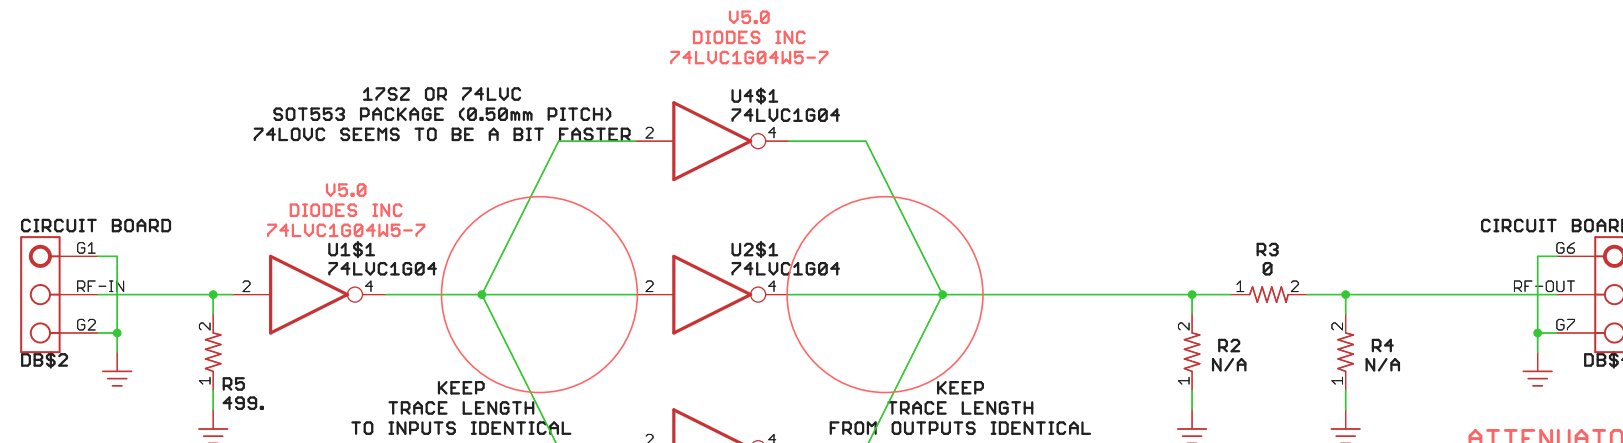 V5.0
DIODES INC
74LVC1G04W5-7
17SZ OR 74LVC
SOT553 PACKAGE (0.50mm PITCH)
74LOVC SEEMS TO BE A BIT FASTER
U4$1
74LVC1G04
2
4
V5.0
DIODES INC
74LVC1G04W5-7
U1$1
74LVC1G04
2
4
U2$1
74LVC1G04
2
4
CIRCUIT BOARD
G1
RF-IN
G2
DB$2
2
1
R5
499.
KEEP
TRACE LENGTH
TO INPUTS IDENTICAL
2
4
KEEP
TRACE LENGTH
FROM OUTPUTS IDENTICAL
R3
0
1
2
2
1
R2
N/A
2
1
R4
N/A
CIRCUIT BOAR
G6
RF-OUT
G7
DB$
ATTENUATO